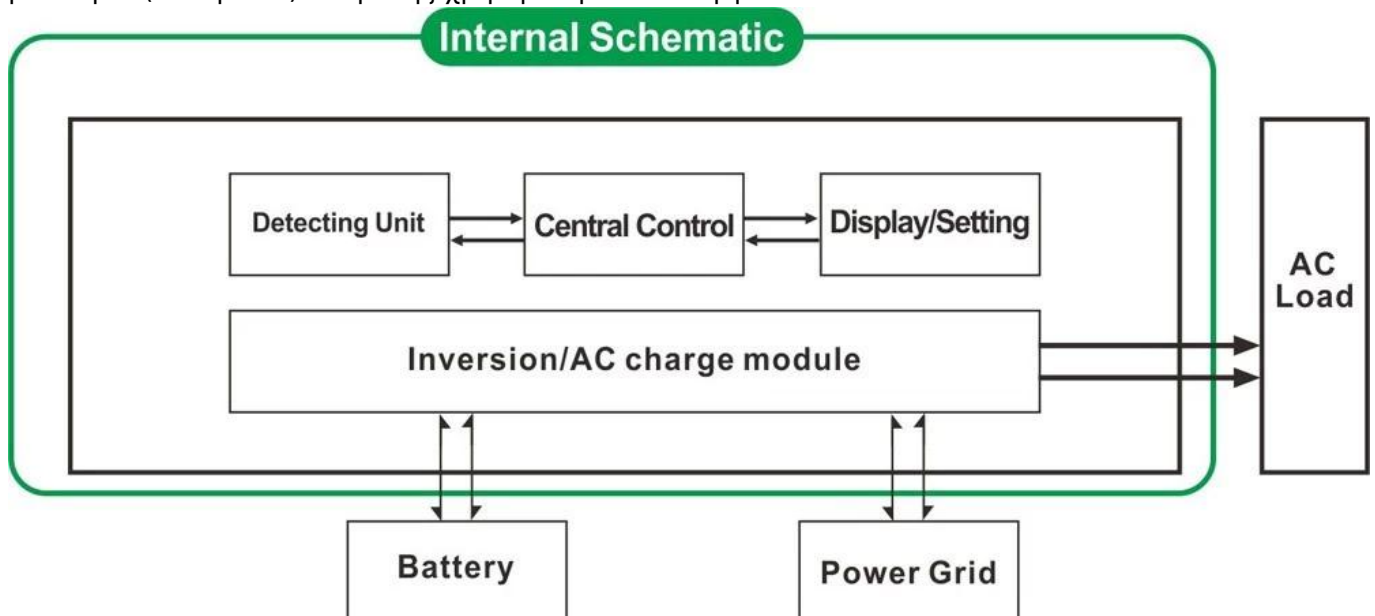 Internal Schematic
Detecting Unit
Central Control
Display/Setting
AC
Load
Inversion/AC charge module
Battery
Power Grid